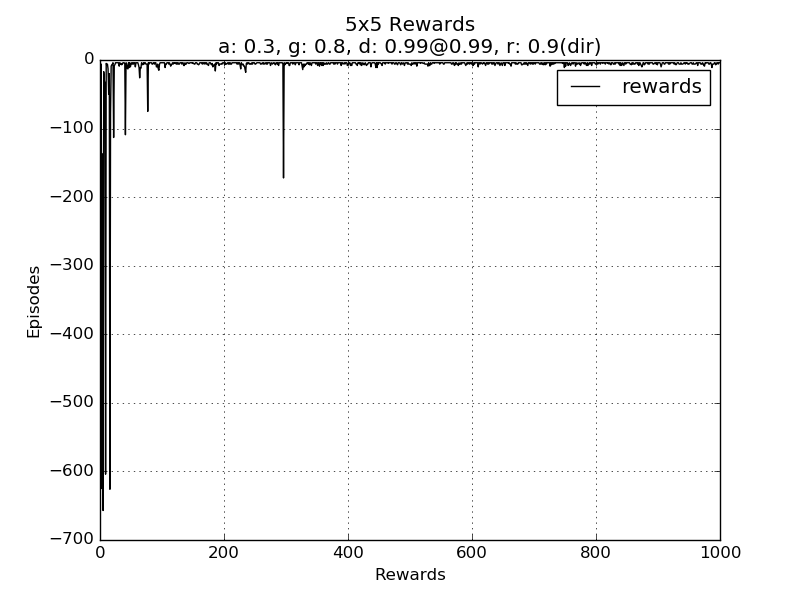 5x5 Rewards
a: 0.3, g: 0.8, d: 0.99@0.99, r: 0.9(dir)
rewards
0
−100
−200
−300
−400
−500
−600
−700
Episodes
0 200 400 600 800 1000
Rewards